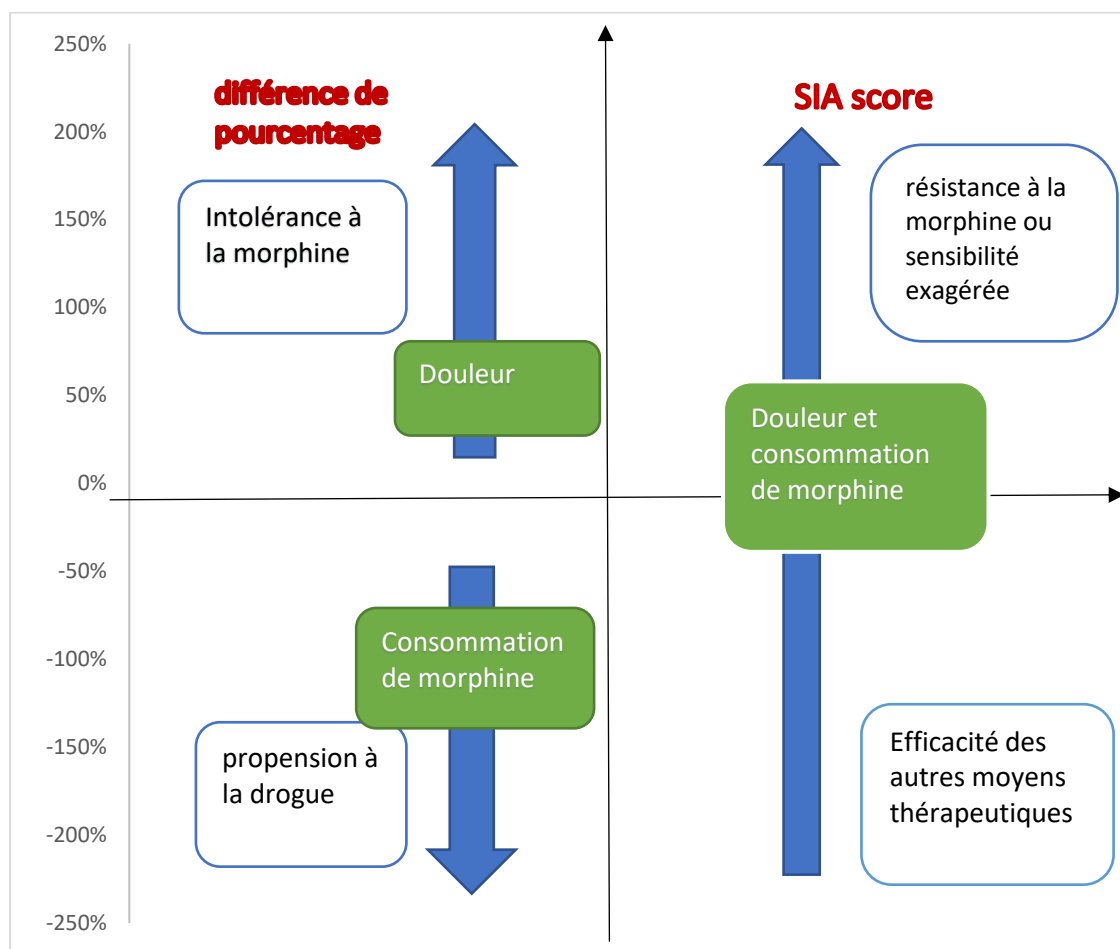 250%
200%
150%
100%
50%
0%
-50%
-100%
-150%
-200%
-250%
différence de
pourcentage
Intolérance à
la morphine
Douleur
Consommation
de morphine
propension à
la drogue
SIA score
résistance à la
morphine ou
sensibilité
exagérée
Douleur et
consommation
de morphine
Efficacité des
autres moyens
thérapeutiques